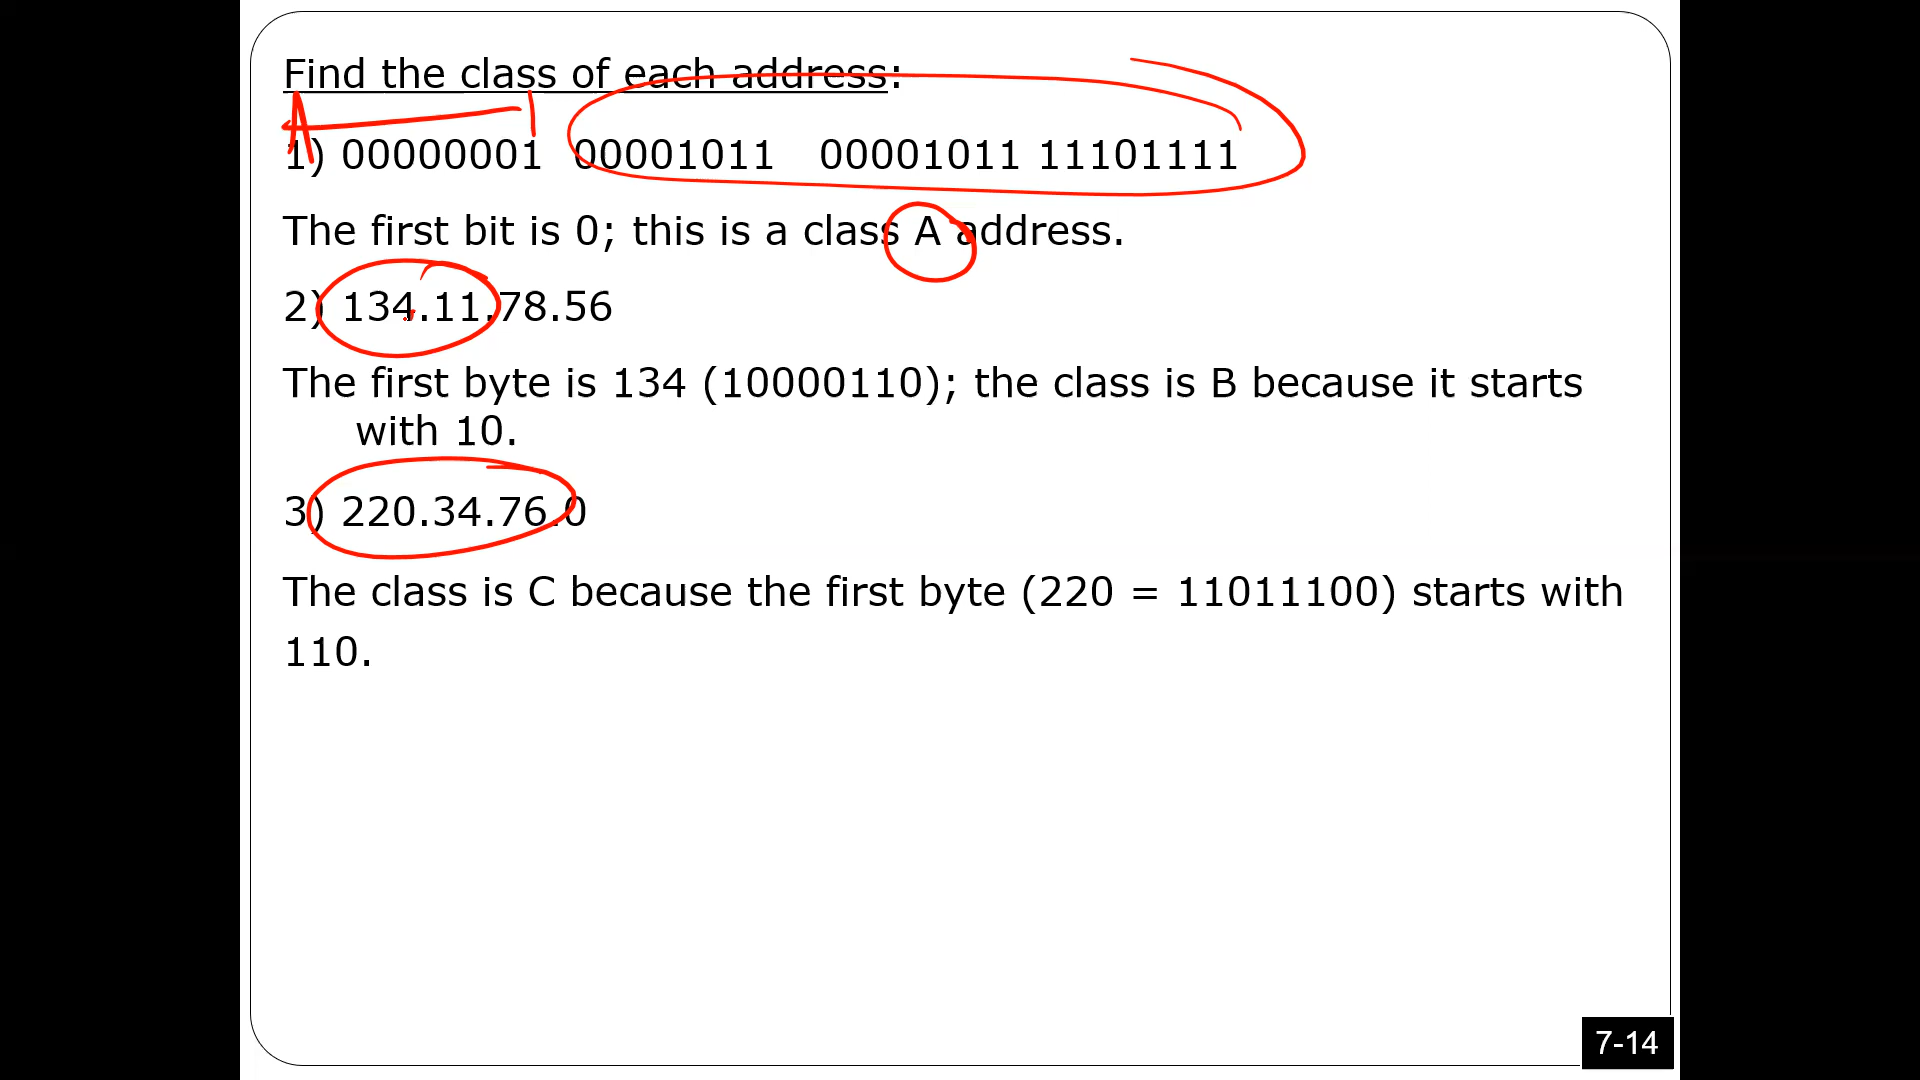 Find the class of each address:
1) 00000001 00001011 00001011 11101111
The first bit is 0; this is a class A address.
2) 134.11.78.56
The first byte is 134 (10000110); the class is B because it starts
with 10.
3) 220.34.76.0
The class is C because the first byte (220 = 11011100) starts with
110.
7-14